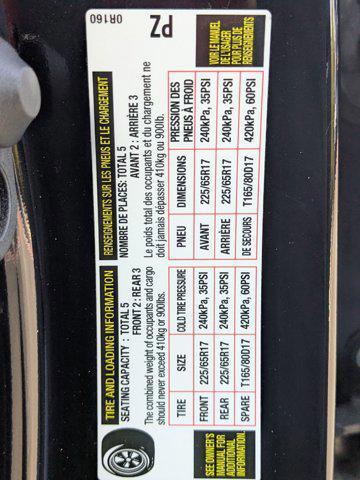 TIRE AND LOADING INFORMATION
SEATING CAPACITY : TOTAL 5
FRONT 2 : REAR 3
The combined weight of occupants and cargo
should never exceed 410kg or 900lbs.
TIRE SIZE COLD TIRE PRESSURE
FRONT 225/65R17 240kPa, 35PSI
REAR 225/65R17 240kPa, 35PSI
SPARE T165/80D17 420kPa, 60PSI
SEE OWNER'S
MANUAL FOR
ADDITIONAL
INFORMATION.
RENSEIGNEMENTS SUR LES PNEUS ET LE CHARGEMENT
NOMBRE DE PLACES: TOTAL 5
AVANT 2 : ARRIÈRE 3
Le poids total des occupants et du chargement ne
doit jamais dépasser 410kg ou 900lb.
PNEU DIMENSIONS PRESSION DES
PNEUS À FROID
AVANT 225/65R17 240kPa, 35PSI
ARRIÈRE 225/65R17 240kPa, 35PSI
DE SECOURS T165/80D17 420kPa, 60PSI
VOIR LE MANUEL
DE L'USAGER
POUR PLUS DE
RENSEIGNEMENTS
0R160
PZ